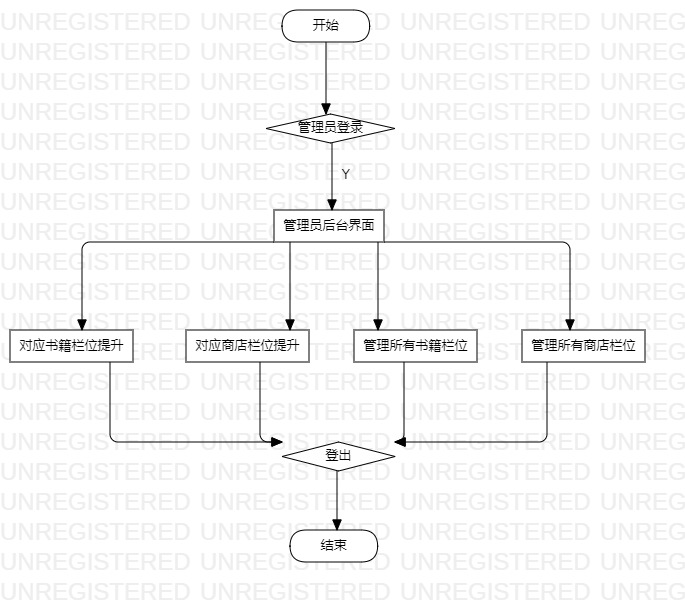 UNREGISTERED UNREGISTERED UNREGISTERED UNREG
开始
管理员登录
Y
管理员后台界面
对应书籍栏位提升
对应商店栏位提升
管理所有书籍栏位
管理所有商店栏位
登出
结束